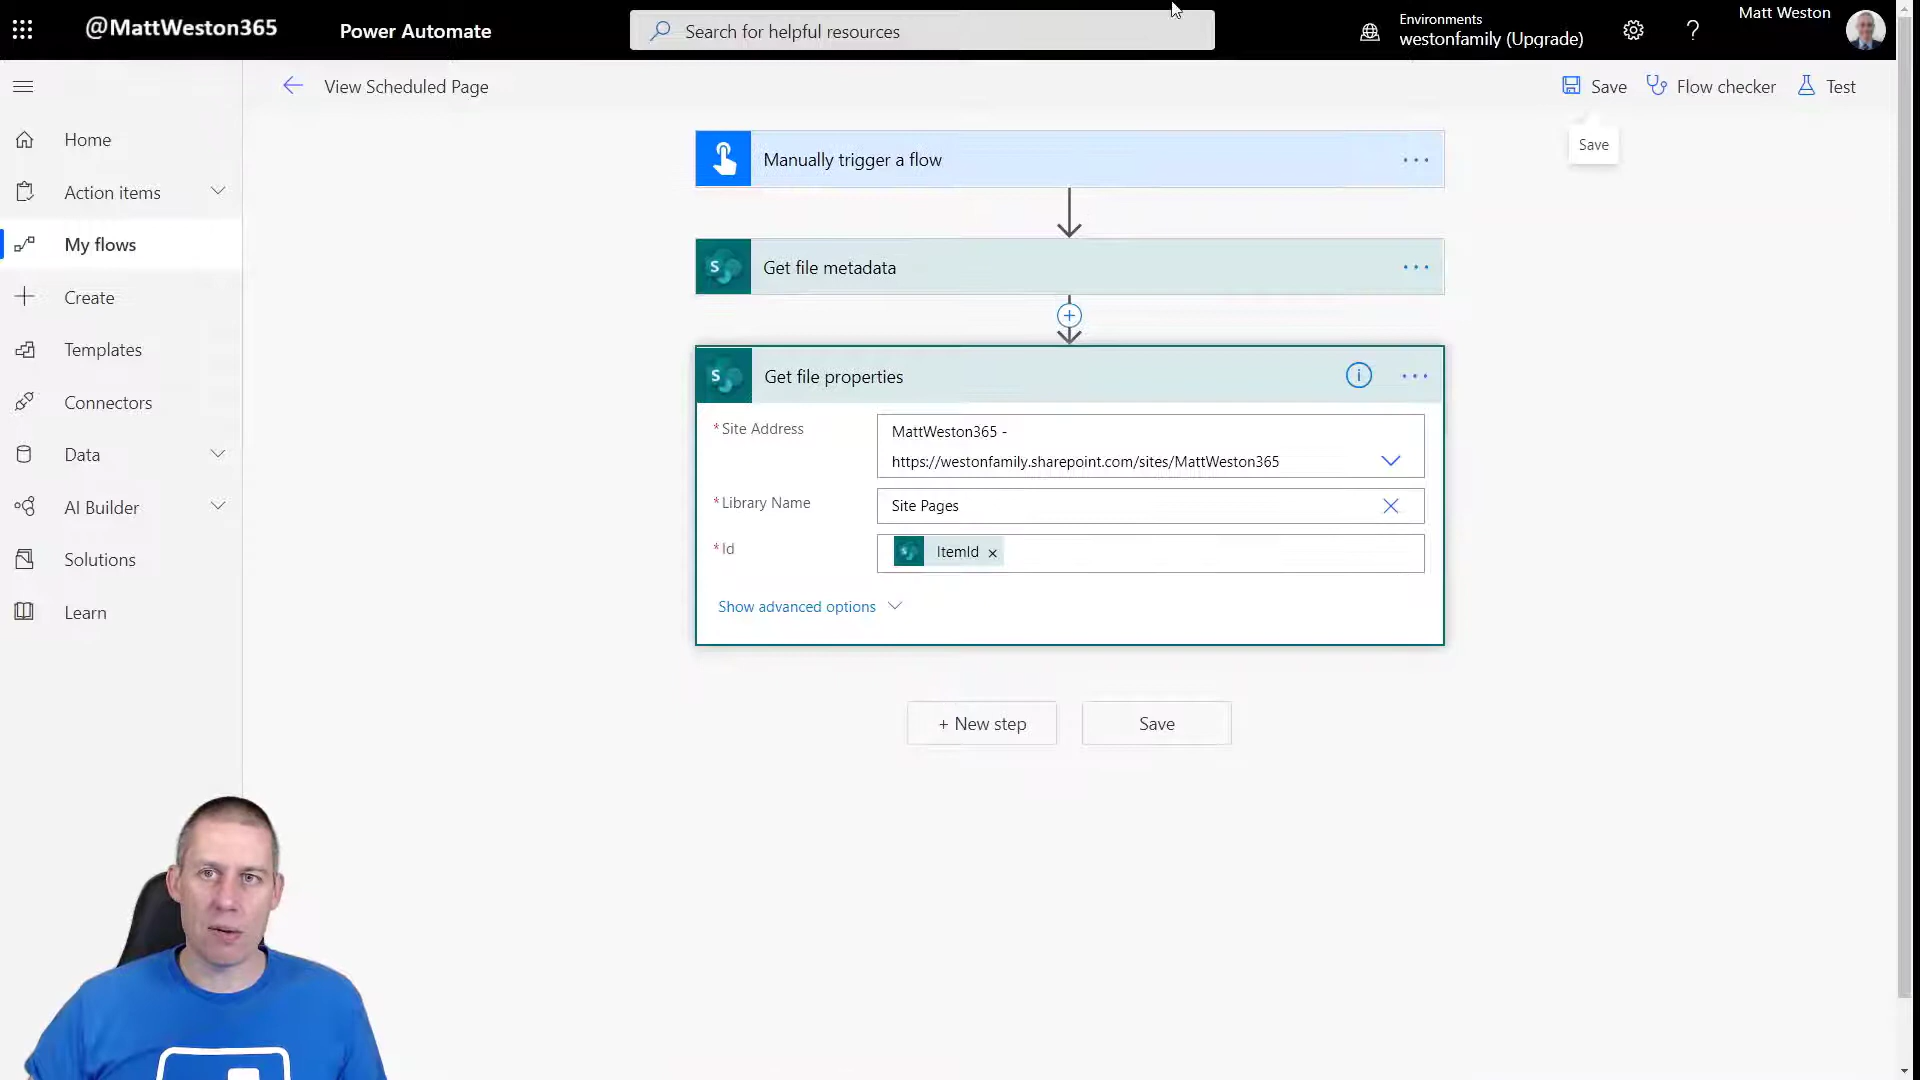 @MattWeston365
Power Automate
Search for helpful resources
Environments
westonfamily (Upgrade)
?
Matt Weston
View Scheduled Page
Save
Flow checker
Test
Save
Home
Action items
My flows
Create
Templates
Connectors
Data
AI Builder
Solutions
Learn
Manually trigger a flow
S
Get file metadata
S
Get file properties
* Site Address
MattWeston365 -
https://westonfamily.sharepoint.com/sites/MattWeston365
* Library Name
Site Pages
* Id
ItemId
Show advanced options
+ New step
Save